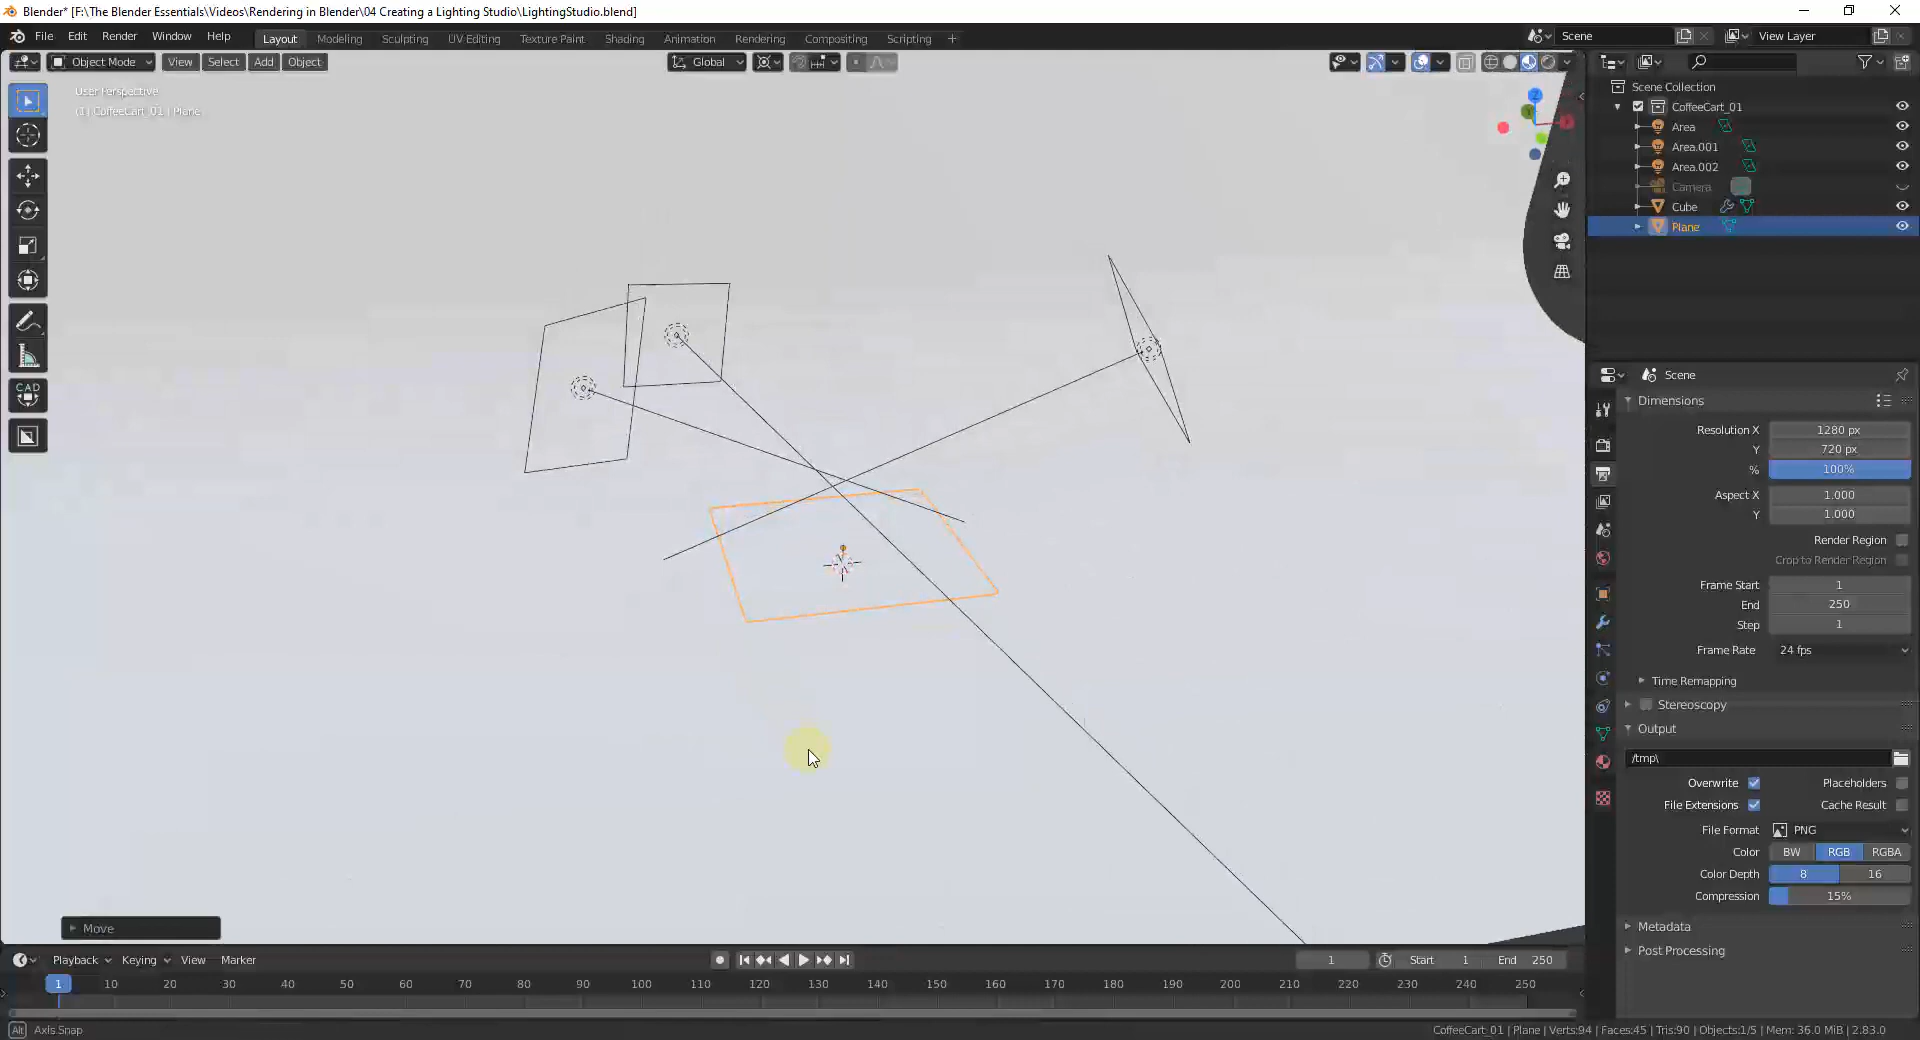 Blender* [F:\The Blender Essentials\Videos\Rendering in Blender\04 Creating a Lighting Studio\LightingStudio.blend]
File Edit Render Window Help Layout Modeling Sculpting UV Editing Texture Paint Shading Animation Rendering Compositing Scripting + Scene View Layer
Object Mode View Select Add Object Global
User Perspective
(1) CoffeeCart_01 | Plane
Z
CAD
Scene Collection
CoffeeCart_01
Area
Area.001
Area.002
Camera
Cube
Plane
Scene
Dimensions
Resolution X 1280 px
Y 720 px
% 100%
Aspect X 1.000
Y 1.000
Render Region
Crop to Render Region
Frame Start 1
End 250
Step 1
Frame Rate 24 fps
Time Remapping
Stereoscopy
Output
/tmp\
Overwrite Placeholders
File Extensions Cache Result
File Format PNG
Color BW RGB RGBA
Color Depth 8 16
Compression 15%
Metadata
Post Processing
Move
Playback Keying View Marker 1 Start 1 End 250
1 10 20 30 40 50 60 70 80 90 100 110 120 130 140 150 160 170 180 190 200 210 220 230 240 250
Alt Axis Snap
CoffeeCart_01 | Plane | Verts:94 | Faces:45 | Tris:90 | Objects:1/5 | Mem: 36.0 MiB | 2.83.0